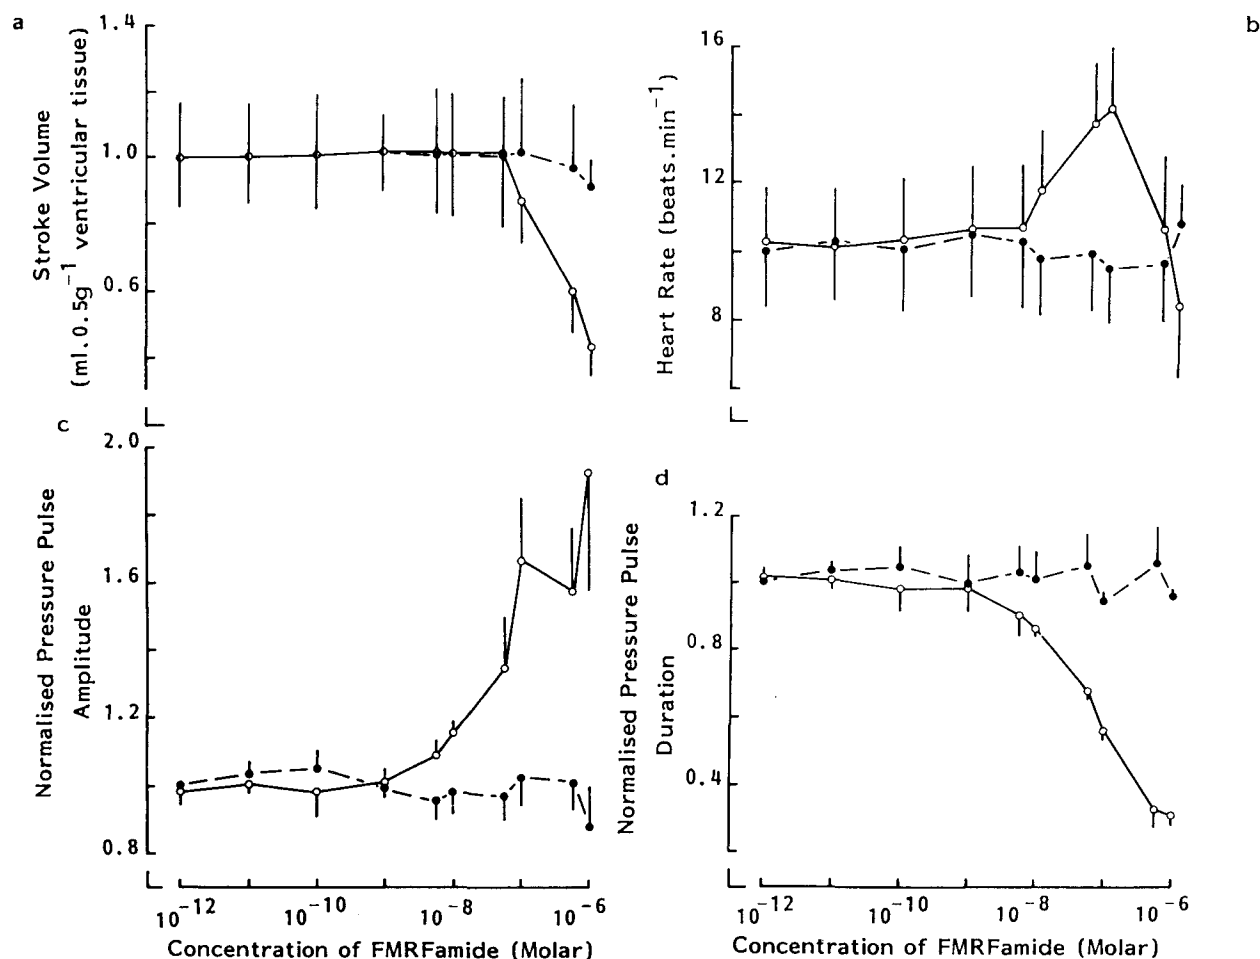 a
Stroke Volume
(ml.0.5g⁻¹ ventricular tissue)
1.4
1.0
0.6
b
Heart Rate (beats.min⁻¹)
16
12
8
c
Normalised Pressure Pulse
Amplitude
2.0
1.6
1.2
0.8
10⁻¹² 10⁻¹⁰ 10⁻⁸ 10⁻⁶
Concentration of FMRFamide (Molar)
d
Normalised Pressure Pulse
Duration
1.2
1.0
0.8
0.4
10⁻¹² 10⁻¹⁰ 10⁻⁸ 10⁻⁶
Concentration of FMRFamide (Molar)